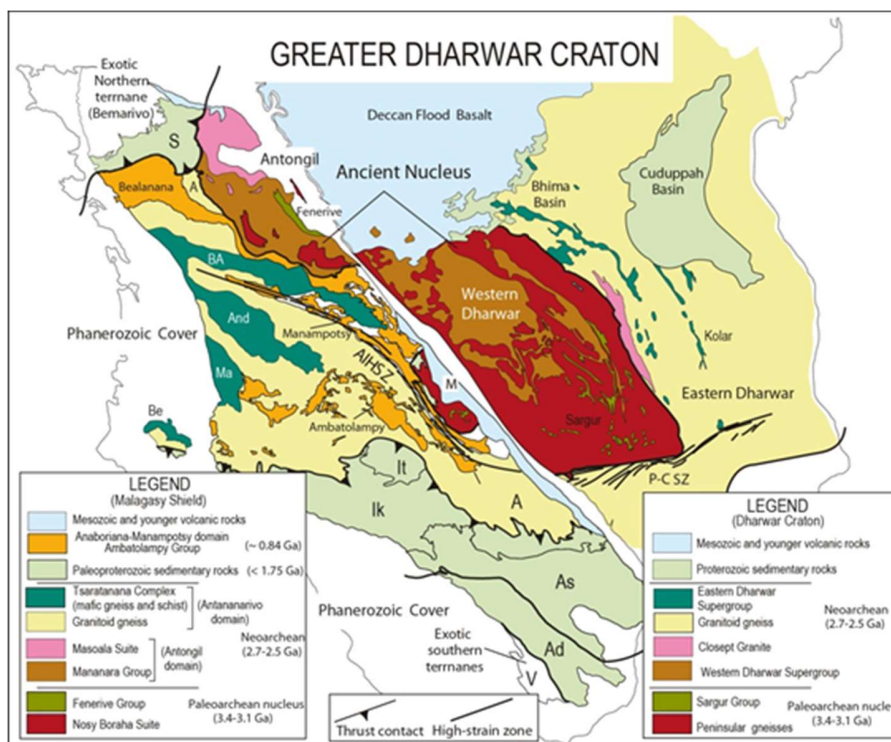 GREATER DHARWAR CRATON
Exotic
Northern
terrnane
(Bemarivo)
S
Deccan Flood Basalt
Antongil
Ancient Nucleus
Cuduppah
Basin
Bhima
Basin
Bealanana
A
Fenerive
BA
Western
Dharwar
Manampotsy
And
Phanerozoic Cover
Kolar
AIHSZ
Ma
M
Eastern Dharwar
Be
Ambatolampy
Sargur
P-C SZ
It
Ik
A
As
Phanerozoic Cover
Exotic
southern
terrnanes
Ad
V
LEGEND
(Malagasy Shield)
Mesozoic and younger volcanic rocks
Anaboriana-Manampotsy domain
Ambatolampy Group
(~ 0.84 Ga)
Paleoproterozoic sedimentary rocks (< 1.75 Ga)
Tsaratanana Complex
(mafic gneiss and schist)
Granitoid gneiss
(Antananarivo
domain)
Masoala Suite
Mananara Group
(Antongil
domain)
Neoarchean
(2.7-2.5 Ga)
Fenerive Group
Nosy Boraha Suite
Paleoarchean nucleus
(3.4-3.1 Ga)
Thrust contact
High-strain zone
LEGEND
(Dharwar Craton)
Mesozoic and younger volcanic rocks
Proterozoic sedimentary rocks
Eastern Dharwar
Supergroup
Granitoid gneiss
Closept Granite
Western Dharwar Supergroup
Neoarchean
(2.7-2.5 Ga)
Sargur Group
Peninsular gneisses
Paleoarchean nuclei
(3.4-3.1 Ga)